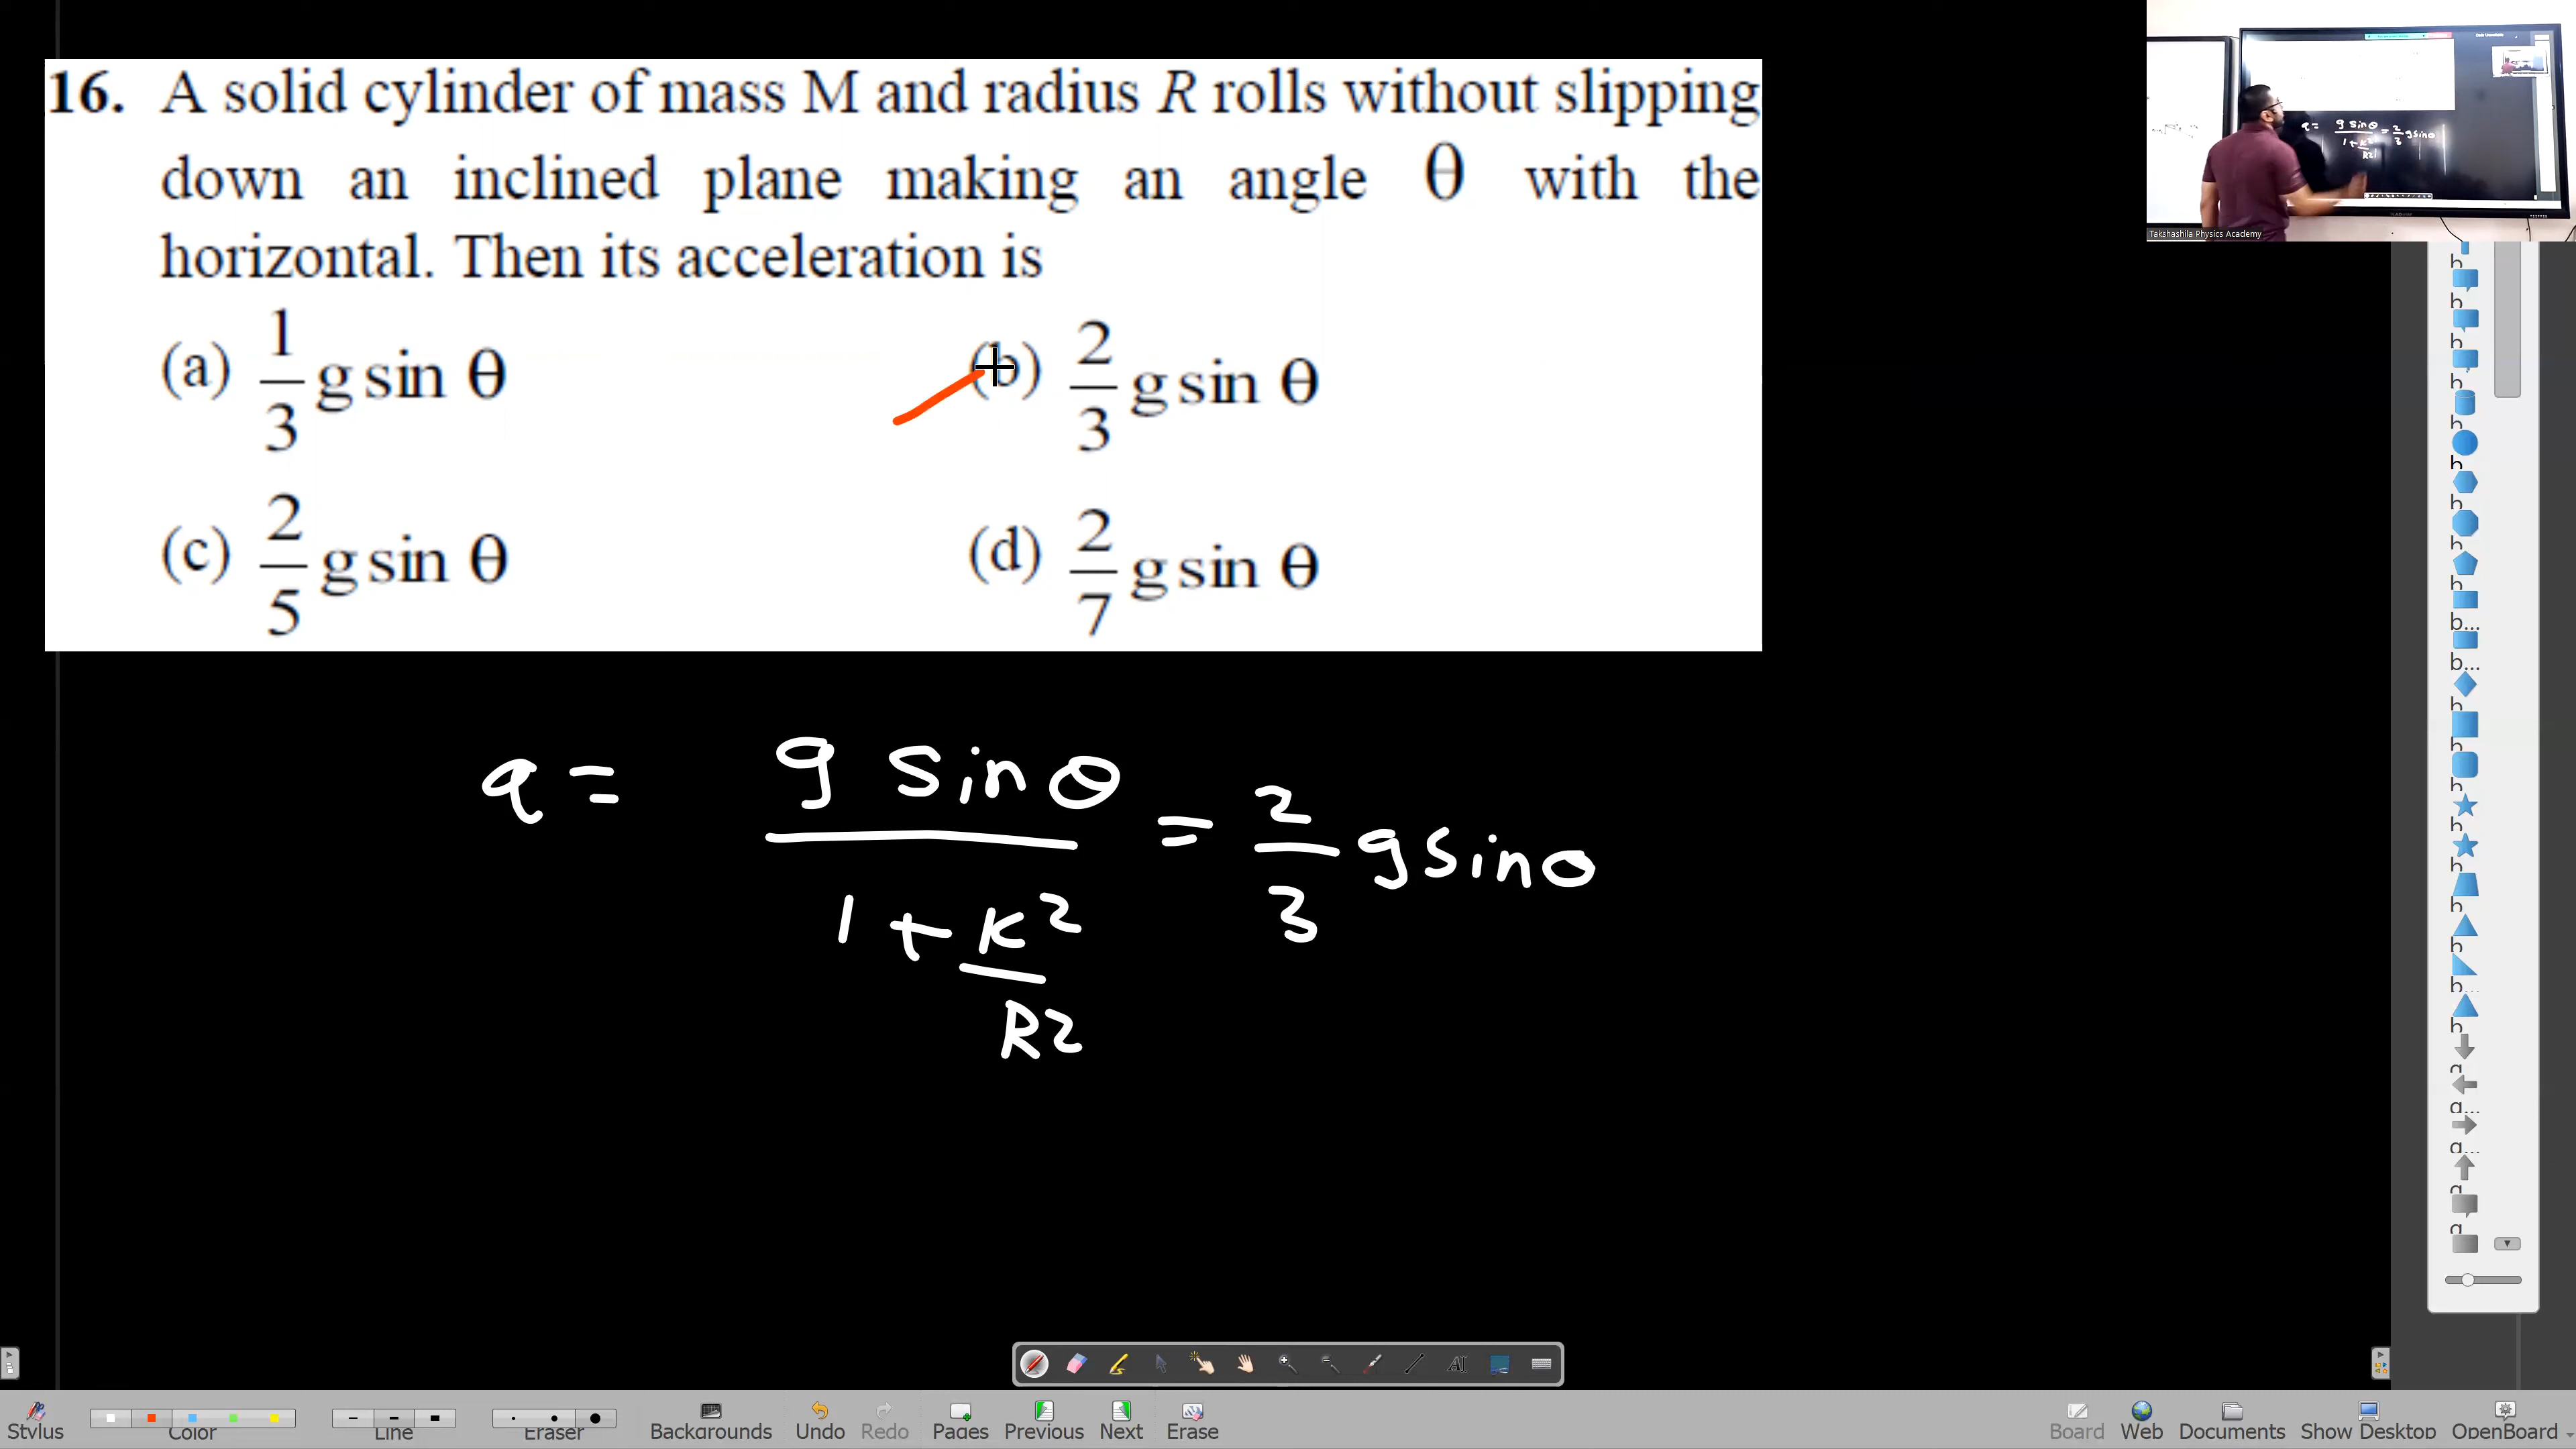 16. A solid cylinder of mass M and radius R rolls without slipping
down an inclined plane making an angle θ with the
horizontal. Then its acceleration is
(a) 1/3 g sin θ
(b) 2/3 g sin θ
(c) 2/5 g sin θ
(d) 2/7 g sin θ
a = g sin θ / 1 + K² / R2 = 2/3 g sin θ
Takshashila Physics Academy
Stylus
Color
Line
Eraser
Backgrounds
Undo
Redo
Pages
Previous
Next
Erase
Board
Web
Documents
Show Desktop
OpenBoard